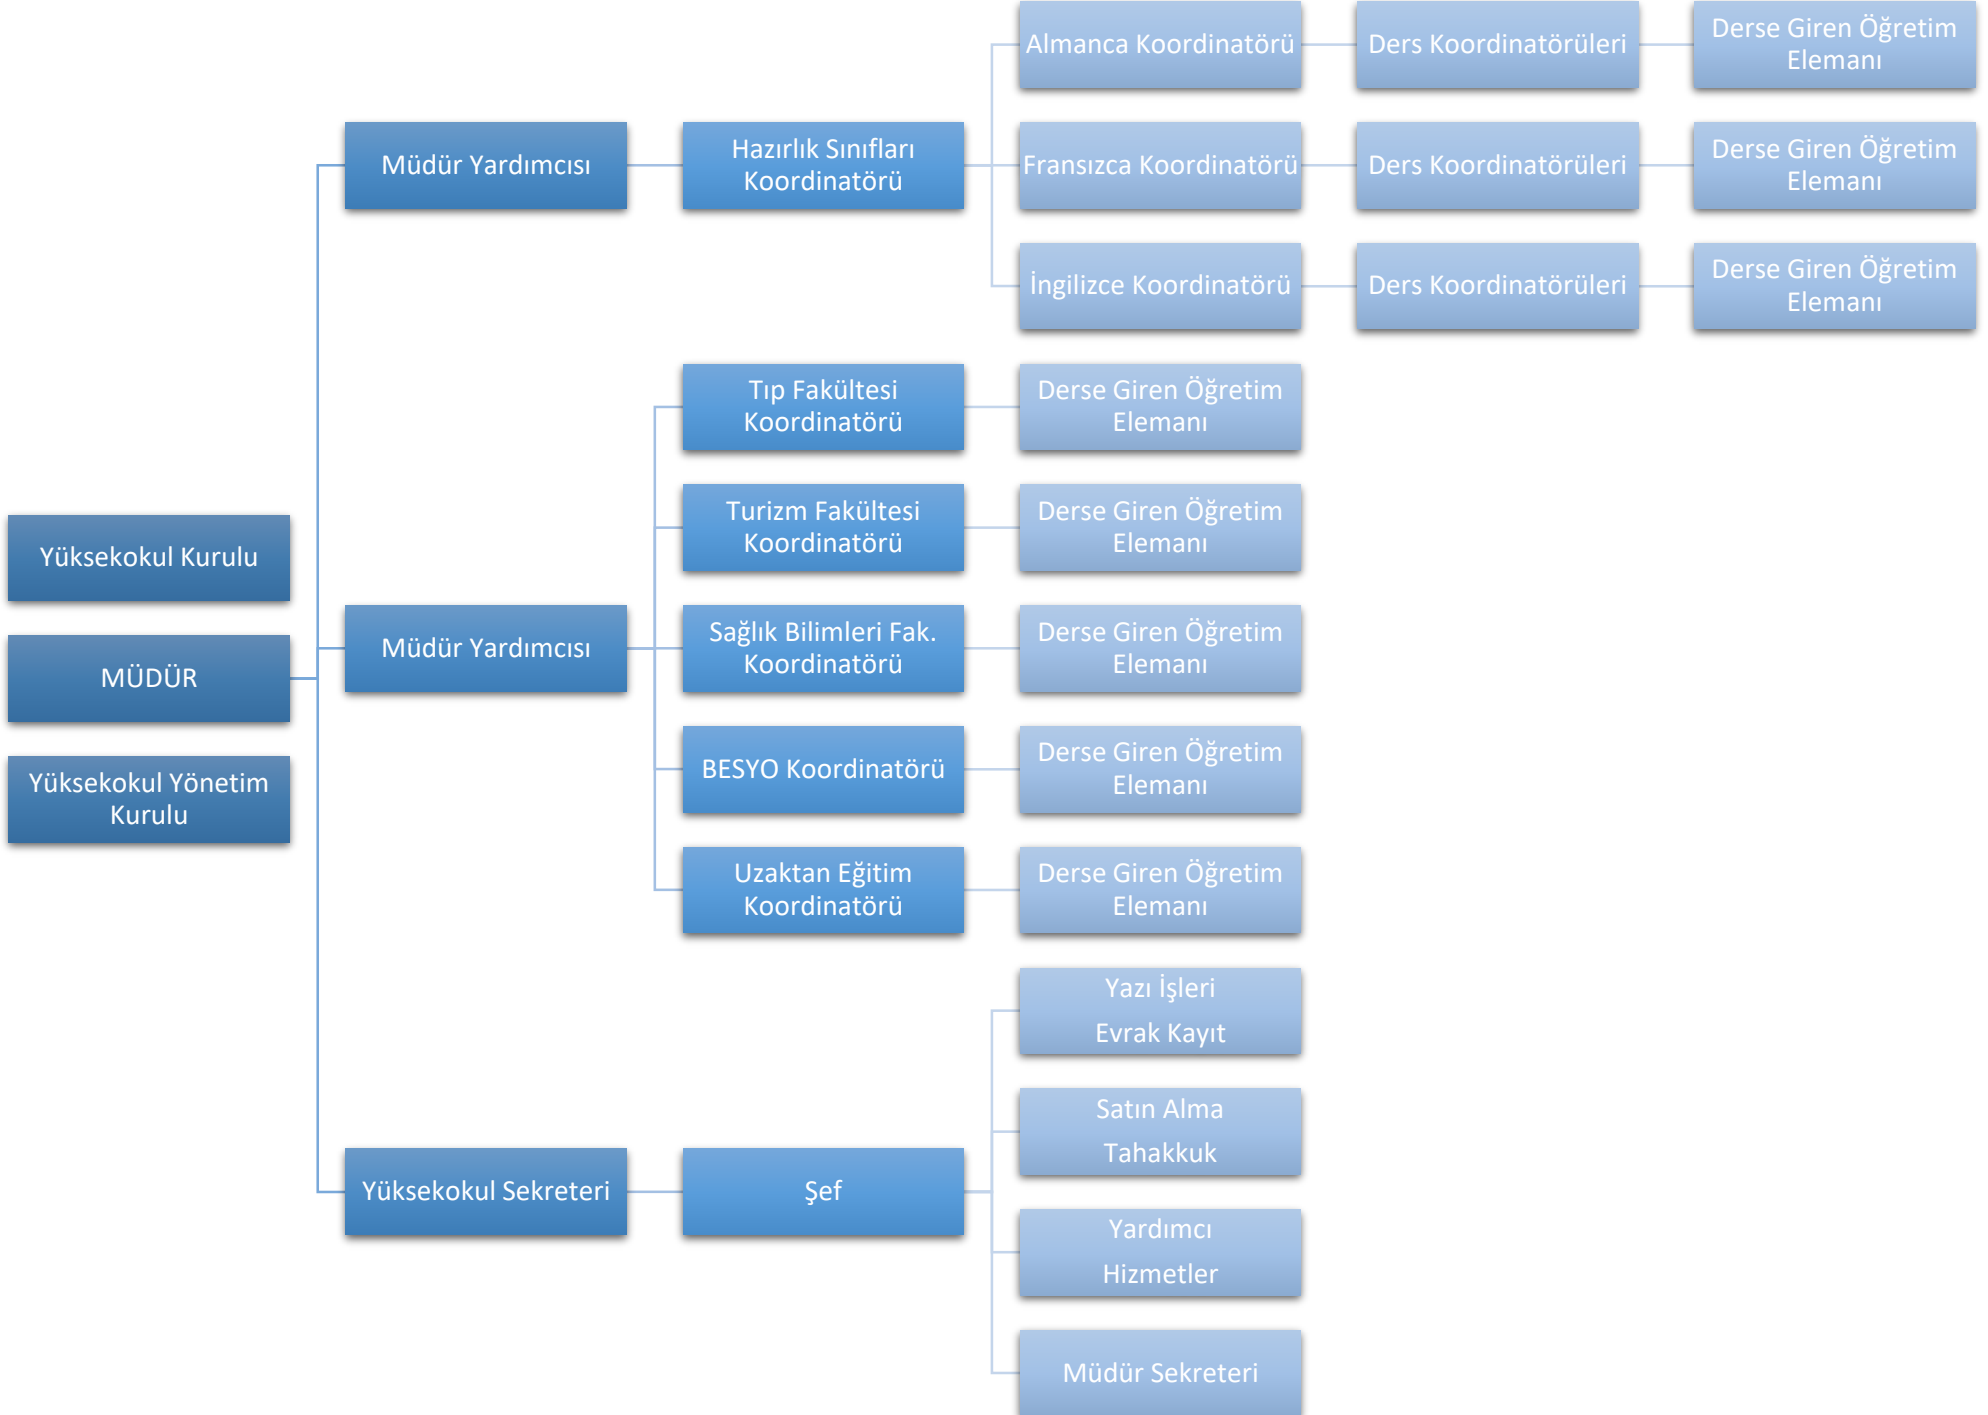 Almanca Koordinatörü
Ders Koordinatörüleri
Derse Giren Öğretim
Elemanı
Müdür Yardımcısı
Hazırlık Sınıfları
Koordinatörü
Fransızca Koordinatörü
Ders Koordinatörüleri
Derse Giren Öğretim
Elemanı
İngilizce Koordinatörü
Ders Koordinatörüleri
Derse Giren Öğretim
Elemanı
Tıp Fakültesi
Koordinatörü
Derse Giren Öğretim
Elemanı
Turizm Fakültesi
Koordinatörü
Derse Giren Öğretim
Elemanı
Yüksekokul Kurulu
MÜDÜR
Yüksekokul Yönetim
Kurulu
Müdür Yardımcısı
Sağlık Bilimleri Fak.
Koordinatörü
Derse Giren Öğretim
Elemanı
BESYO Koordinatörü
Derse Giren Öğretim
Elemanı
Uzaktan Eğitim
Koordinatörü
Derse Giren Öğretim
Elemanı
Yüksekokul Sekreteri
Şef
Yazı İşleri
Evrak Kayıt
Satın Alma
Tahakkuk
Yardımcı
Hizmetler
Müdür Sekreteri